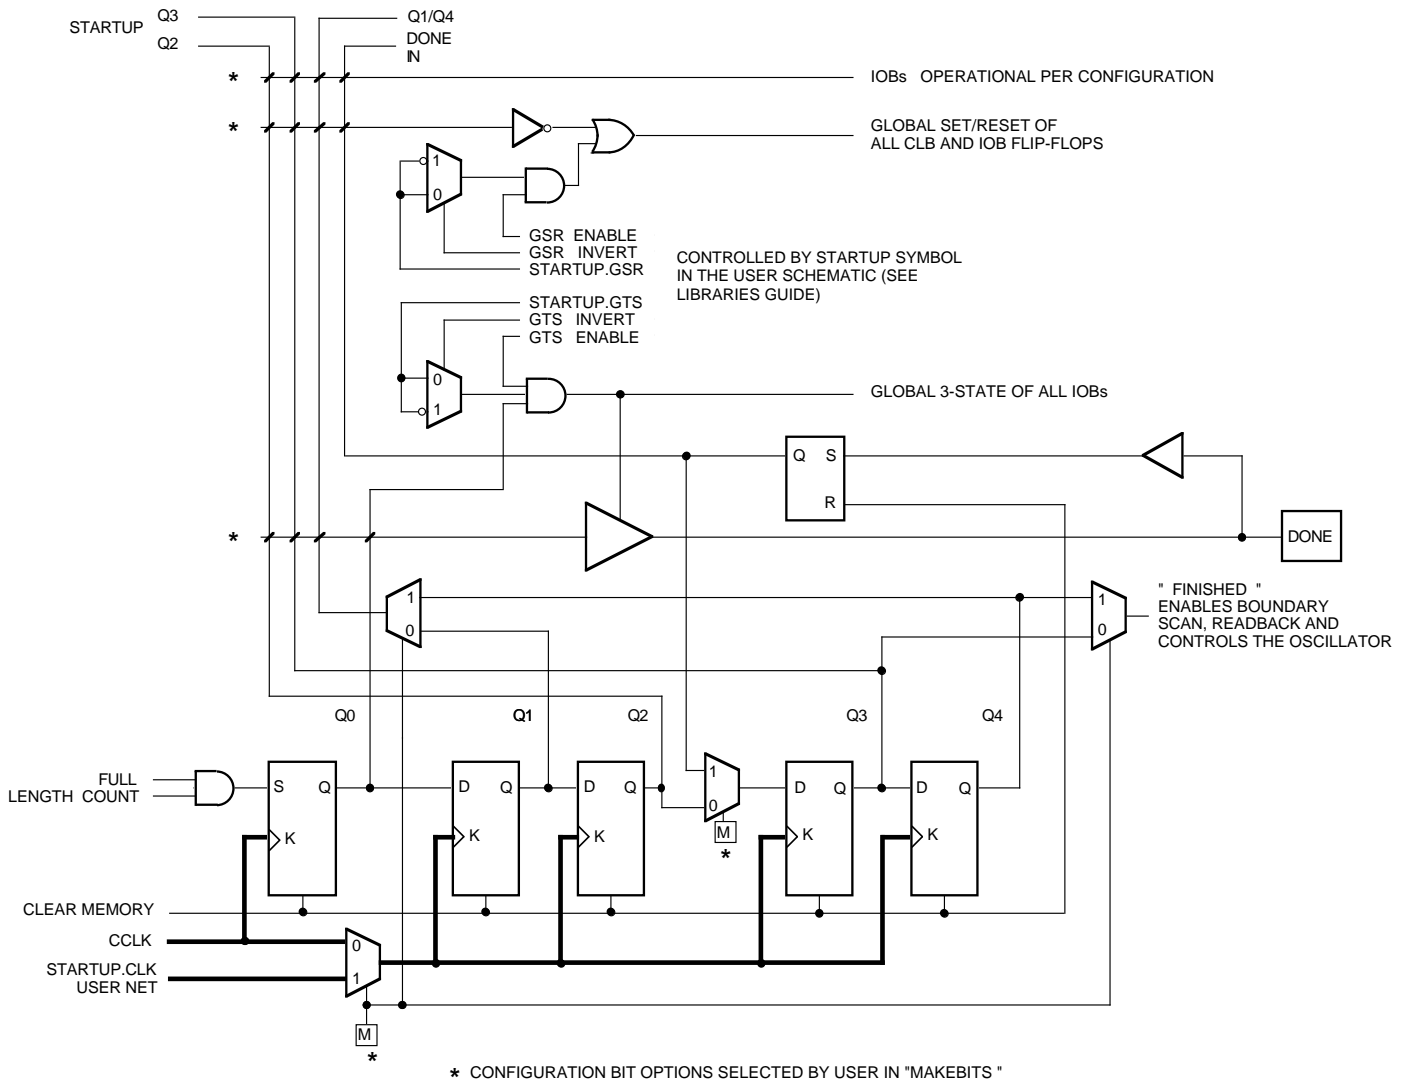 Q3
Q1/Q4
STARTUP
Q2
DONE
IN
* IOBs OPERATIONAL PER CONFIGURATION
* GLOBAL SET/RESET OF
ALL CLB AND IOB FLIP-FLOPS
1
0
GSR ENABLE
GSR INVERT
STARTUP.GSR
CONTROLLED BY STARTUP SYMBOL
IN THE USER SCHEMATIC (SEE
LIBRARIES GUIDE)
STARTUP.GTS
GTS INVERT
GTS ENABLE
0
1
GLOBAL 3-STATE OF ALL IOBs
Q S
R
*
DONE
1
0
1
0
" FINISHED "
ENABLES BOUNDARY
SCAN, READBACK AND
CONTROLS THE OSCILLATOR
Q0
Q1
Q2
Q3
Q4
FULL
LENGTH COUNT
S Q
K
D Q
K
D Q
K
1
0
M
*
D Q
K
D Q
K
CLEAR MEMORY
CCLK
0
STARTUP.CLK
USER NET
1
M
*
* CONFIGURATION BIT OPTIONS SELECTED BY USER IN "MAKEBITS "